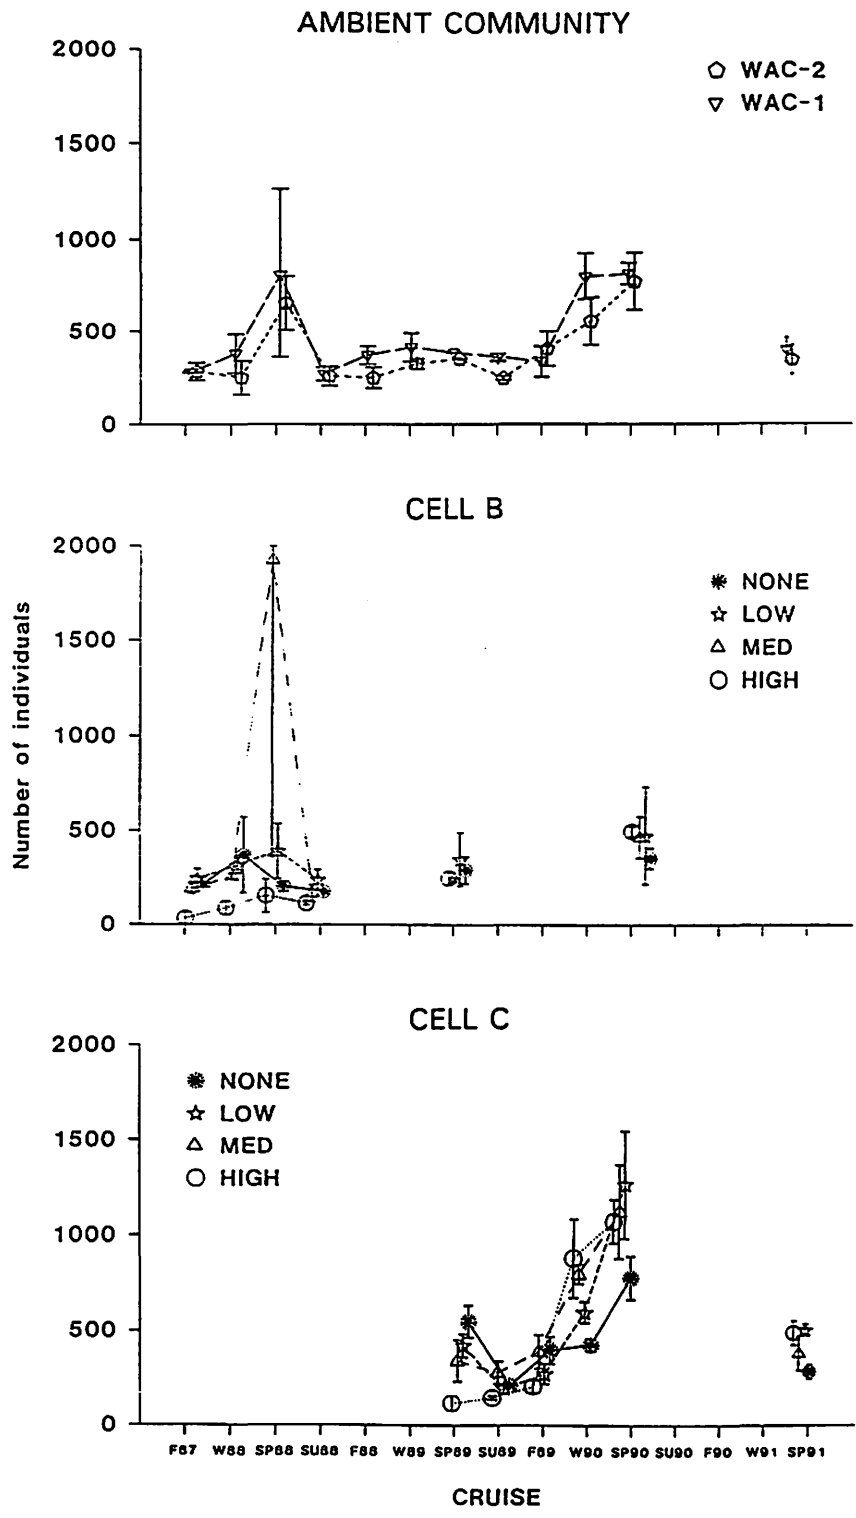 AMBIENT COMMUNITY
2000
1500
1000
500
0
WAC-2
WAC-1
CELL B
2000
1500
1000
500
0
NONE
LOW
MED
HIGH
Number of individuals
CELL C
2000
1500
1000
500
0
NONE
LOW
MED
HIGH
F87 W88 SP88 SU88 F88 W89 SP89 SU89 F89 W90 SP90 SU90 F90 W91 SP91
CRUISE